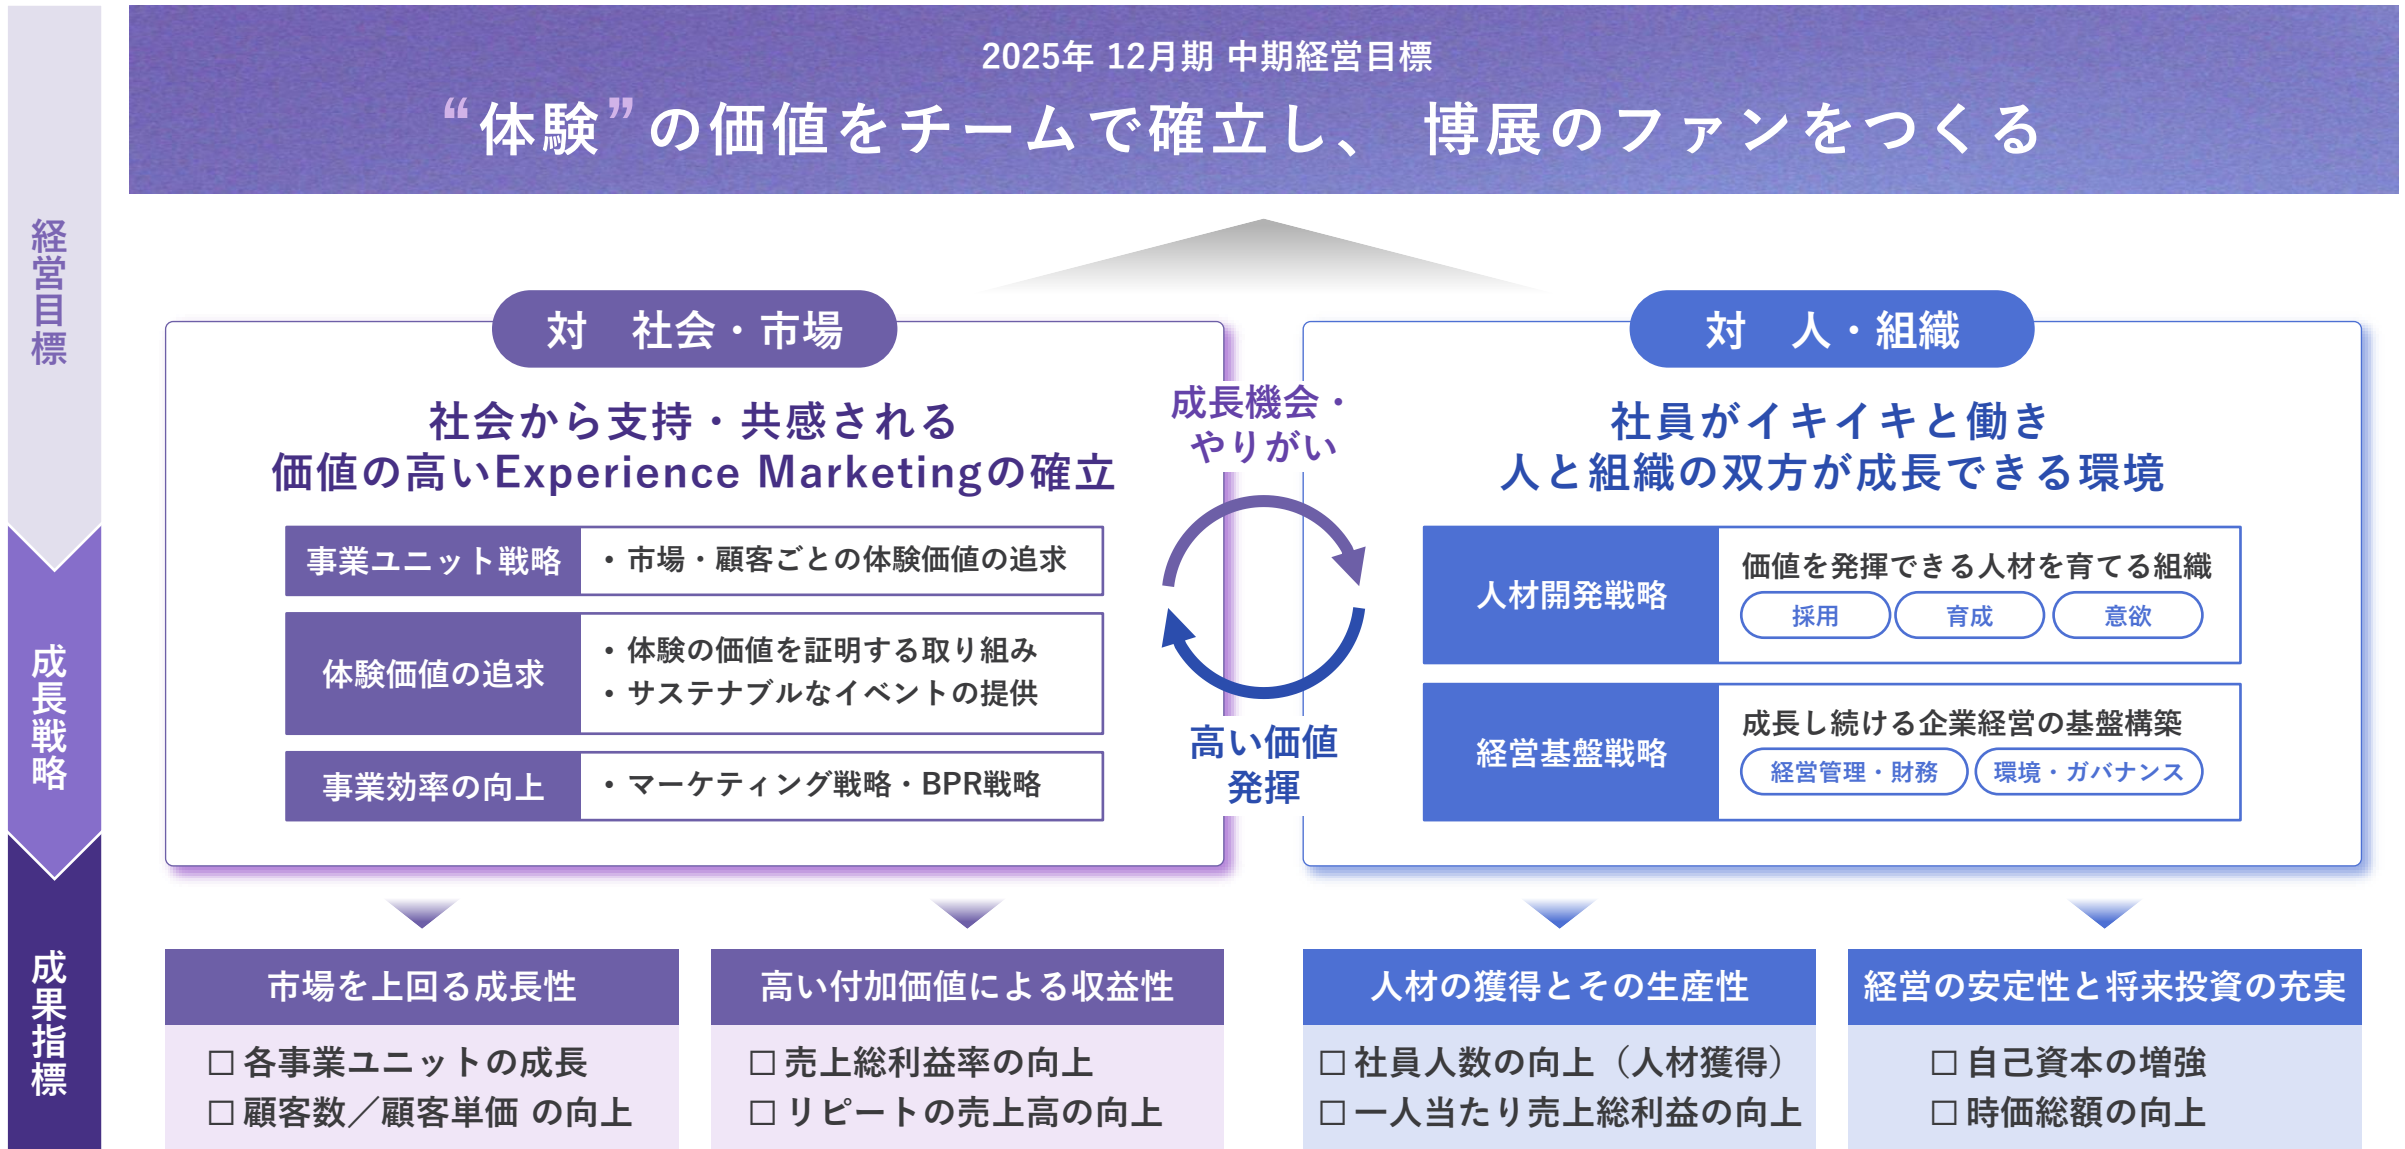 経営目標
2025年 12月期 中期経営目標
“体験”の価値をチームで確立し、 博展のファンをつくる
対 社会・市場
社会から支持・共感される
価値の高いExperience Marketingの確立
成長機会・
やりがい
高い価値
発揮
対 人・組織
社員がイキイキと働き
人と組織の双方が成長できる環境
成長戦略
事業ユニット戦略
・市場・顧客ごとの体験価値の追求
体験価値の追求
・体験の価値を証明する取り組み
・サステナブルなイベントの提供
事業効率の向上
・マーケティング戦略・BPR戦略
人材開発戦略
価値を発揮できる人材を育てる組織
採用
育成
意欲
経営基盤戦略
成長し続ける企業経営の基盤構築
経営管理・財務
環境・ガバナンス
成果指標
市場を上回る成長性
□ 各事業ユニットの成長
□ 顧客数／顧客単価 の向上
高い付加価値による収益性
□ 売上総利益率の向上
□ リピートの売上高の向上
人材の獲得とその生産性
□ 社員人数の向上（人材獲得）
□ 一人当たり売上総利益の向上
経営の安定性と将来投資の充実
□ 自己資本の増強
□ 時価総額の向上